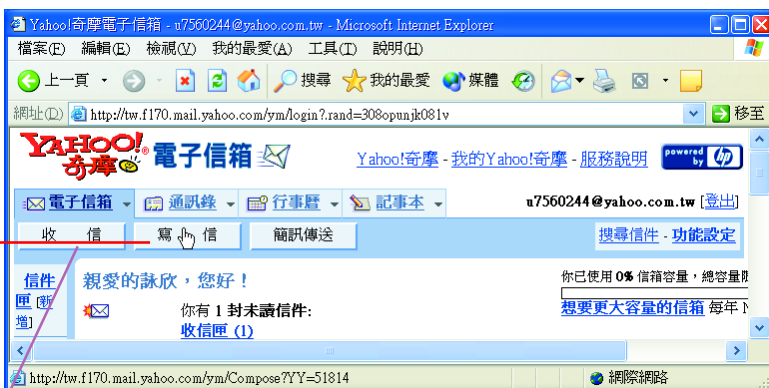 Yahoo!奇摩電子信箱 - u7560244@yahoo.com.tw - Microsoft Internet Explorer
檔案(F) 編輯(E) 檢視(V) 我的最愛(A) 工具(T) 說明(H)
上一頁 搜尋 我的最愛 媒體
網址(D) http://tw.f170.mail.yahoo.com/ym/login?.rand=308opunjk081v 移至
YAHOO! 奇摩 電子信箱 Yahoo!奇摩 - 我的Yahoo!奇摩 - 服務說明 powered by hp
電子信箱 通訊錄 行事曆 記事本 u7560244@yahoo.com.tw [登出]
收 信 寫 信 簡訊傳送 搜尋信件 - 功能設定
信件匣 [新增]
親愛的詠欣，您好！
你有 1 封未讀信件:
收信匣 (1)
你已使用 0% 信箱容量，總容量
想要更大容量的信箱 每年
http://tw.f170.mail.yahoo.com/ym/Compose?YY=51814 網際網路